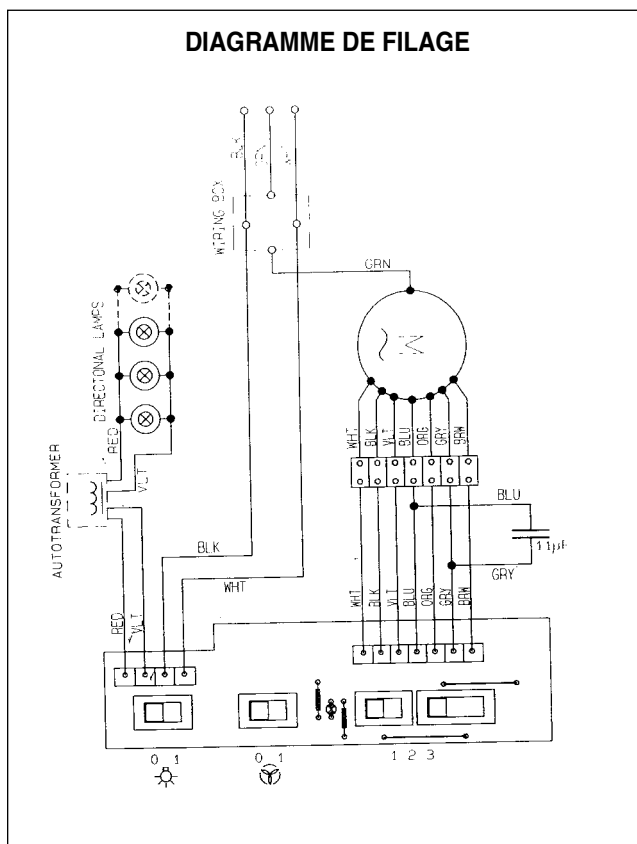 DIAGRAMME DE FILAGE
BLK
WIRING BOX
GRN
DIRECTIONAL LAMPS
M
WHT
BLK
VLT
BLU
ORG
GRY
BRW
RED
VLT
AUTOTRANSFORMER
BLU
BLK
WHT
GRY
RED
VLT
WHT
BLK
VLT
BLU
ORG
GRY
BRW
0 1
0 1
1 2 3